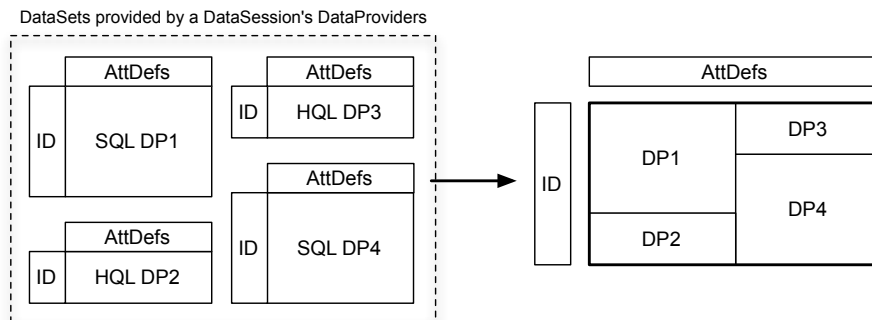 DataSets provided by a DataSession's DataProviders
AttDefs
ID
SQL DP1
AttDefs
ID
HQL DP2
AttDefs
ID
HQL DP3
AttDefs
ID
SQL DP4
AttDefs
ID
DP1
DP2
DP3
DP4